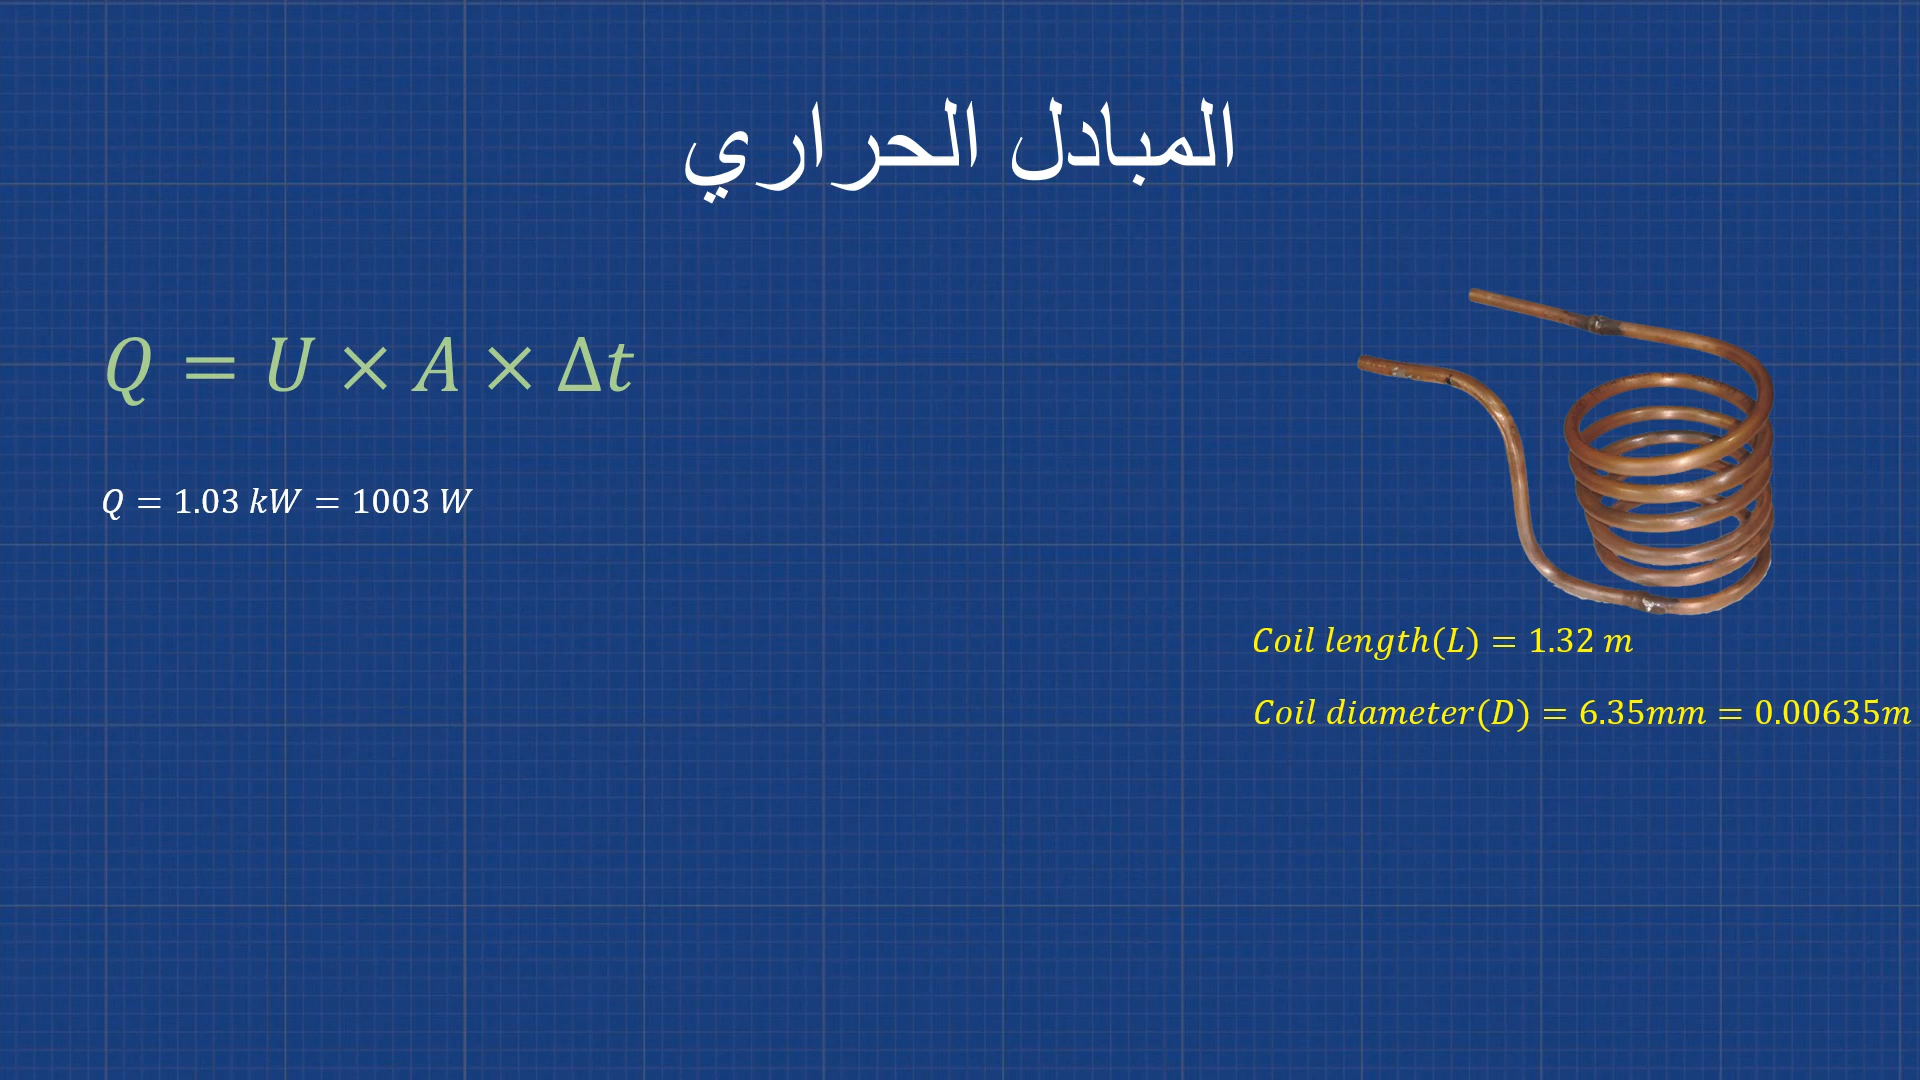 المبادل الحراري
Q = U × A × Δt
Q = 1.03 kW = 1003 W
Coil length(L) = 1.32 m
Coil diameter(D) = 6.35mm = 0.00635m